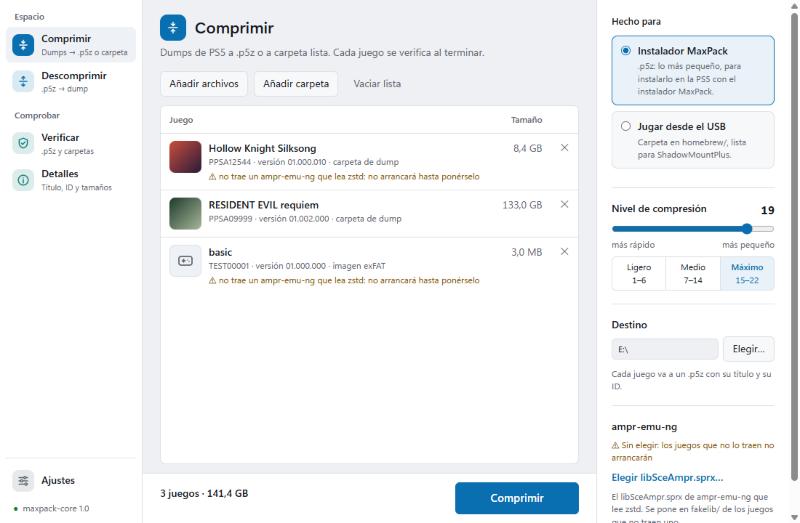 Espacio
Comprimir
Dumps → .p5z o carpeta
Descomprimir
.p5z → dump
Comprobar
Verificar
.p5z y carpetas
Detalles
Título, ID y tamaños
Ajustes
maxpack-core 1.0
Comprimir
Dumps de PS5 a .p5z o a carpeta lista. Cada juego se verifica al terminar.
Añadir archivos
Añadir carpeta
Vaciar lista
Juego
Tamaño
Hollow Knight Silksong
8,4 GB
PPSA12544 · versión 01.000.010 · carpeta de dump
⚠ no trae un ampr-emu-ng que lea zstd: no arrancará hasta ponérselo
RESIDENT EVIL requiem
133,0 GB
PPSA09999 · versión 01.002.000 · carpeta de dump
basic
3,0 MB
TEST00001 · versión 01.000.000 · imagen exFAT
⚠ no trae un ampr-emu-ng que lea zstd: no arrancará hasta ponérselo
3 juegos · 141,4 GB
Comprimir
Hecho para
Instalador MaxPack
.p5z: lo más pequeño, para
instalarlo en la PS5 con el
instalador MaxPack.
Jugar desde el USB
Carpeta en homebrew/, lista
para ShadowMountPlus.
Nivel de compresión
19
más rápido
más pequeño
Ligero
1–6
Medio
7–14
Máximo
15–22
Destino
E:\
Elegir...
Cada juego va a un .p5z con su título y su
ID.
ampr-emu-ng
⚠ Sin elegir: los juegos que no lo traen no
arrancarán
Elegir libSceAmpr.sprx...
El libSceAmpr.sprx de ampr-emu-ng que
lee zstd. Se pone en fakelib/ de los juegos
que no traen uno.